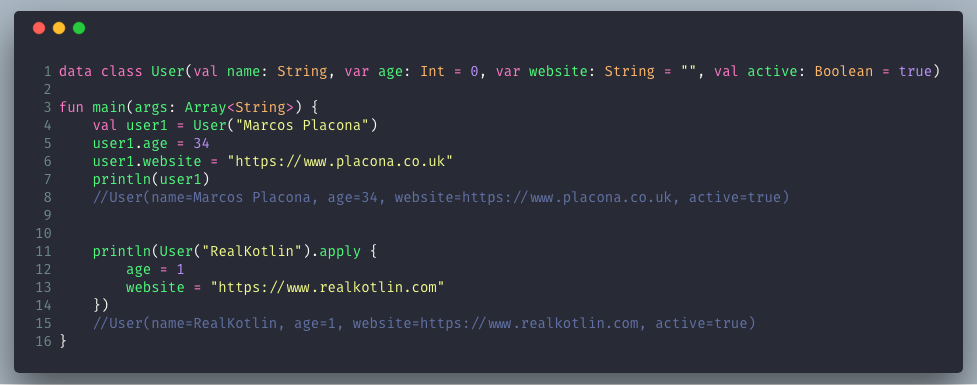 1 data class User(val name: String, var age: Int = 0, var website: String = "", val active: Boolean = true)
2
3 fun main(args: Array<String>) {
4     val user1 = User("Marcos Placona")
5     user1.age = 34
6     user1.website = "https://www.placona.co.uk"
7     println(user1)
8     //User(name=Marcos Placona, age=34, website=https://www.placona.co.uk, active=true)
9
10
11     println(User("RealKotlin").apply {
12         age = 1
13         website = "https://www.realkotlin.com"
14     })
15     //User(name=RealKotlin, age=1, website=https://www.realkotlin.com, active=true)
16 }